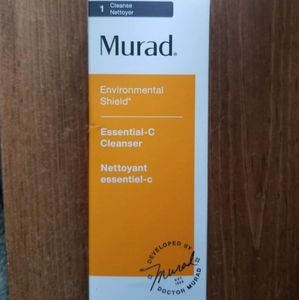 1 Cleanse
Nettoyer
Murad®
Environmental
Shield®
Essential-C
Cleanser
Nettoyant
essentiel-c
DEVELOPED BY
Murad
DOCTOR MURAD